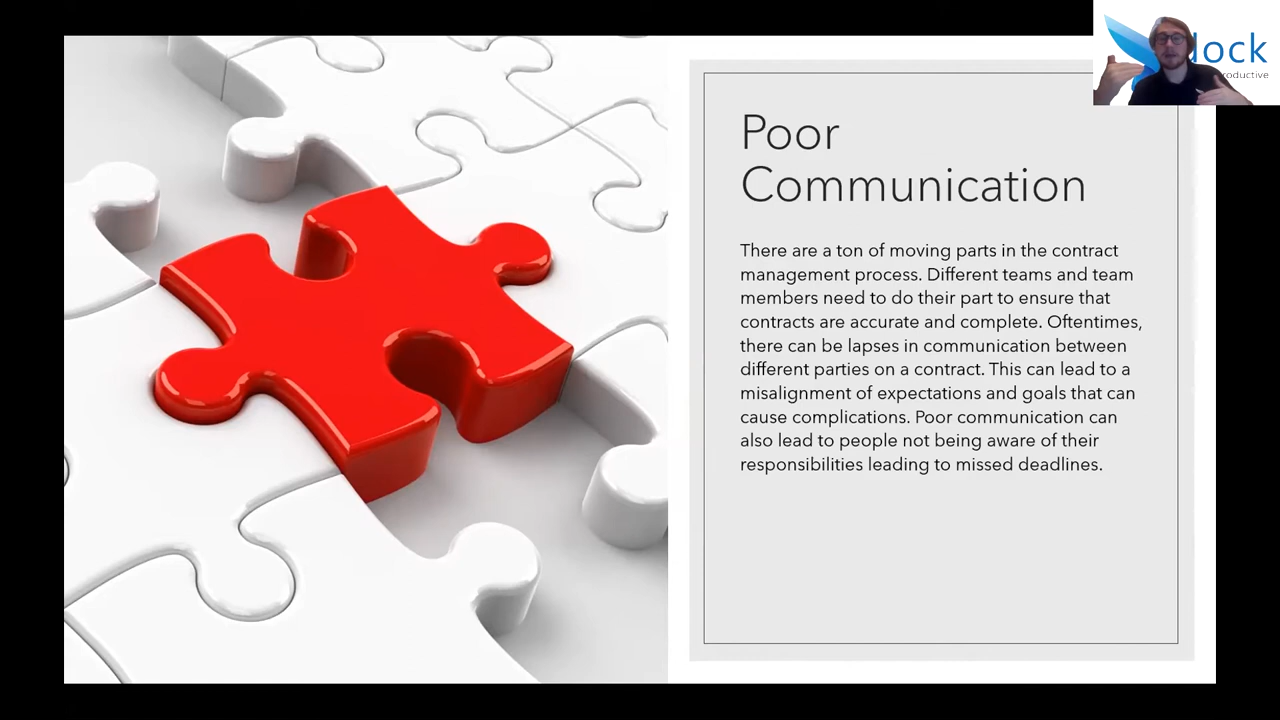 lock
roductive
Poor
Communication
There are a ton of moving parts in the contract
management process. Different teams and team
members need to do their part to ensure that
contracts are accurate and complete. Oftentimes,
there can be lapses in communication between
different parties on a contract. This can lead to a
misalignment of expectations and goals that can
cause complications. Poor communication can
also lead to people not being aware of their
responsibilities leading to missed deadlines.